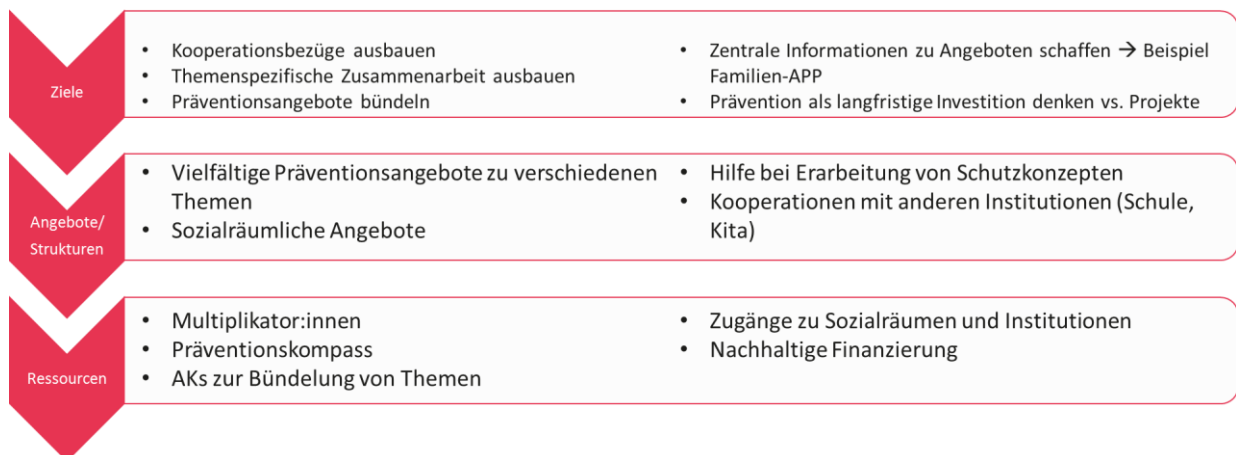 Ziele
• Kooperationsbezüge ausbauen
• Themenspezifische Zusammenarbeit ausbauen
• Präventionsangebote bündeln
• Zentrale Informationen zu Angeboten schaffen → Beispiel
Familien-APP
• Prävention als langfristige Investition denken vs. Projekte
Angebote/
Strukturen
• Vielfältige Präventionsangebote zu verschiedenen
Themen
• Sozialräumliche Angebote
• Hilfe bei Erarbeitung von Schutzkonzepten
• Kooperationen mit anderen Institutionen (Schule,
Kita)
Ressourcen
• Multiplikator:innen
• Präventionskompass
• AKs zur Bündelung von Themen
• Zugänge zu Sozialräumen und Institutionen
• Nachhaltige Finanzierung